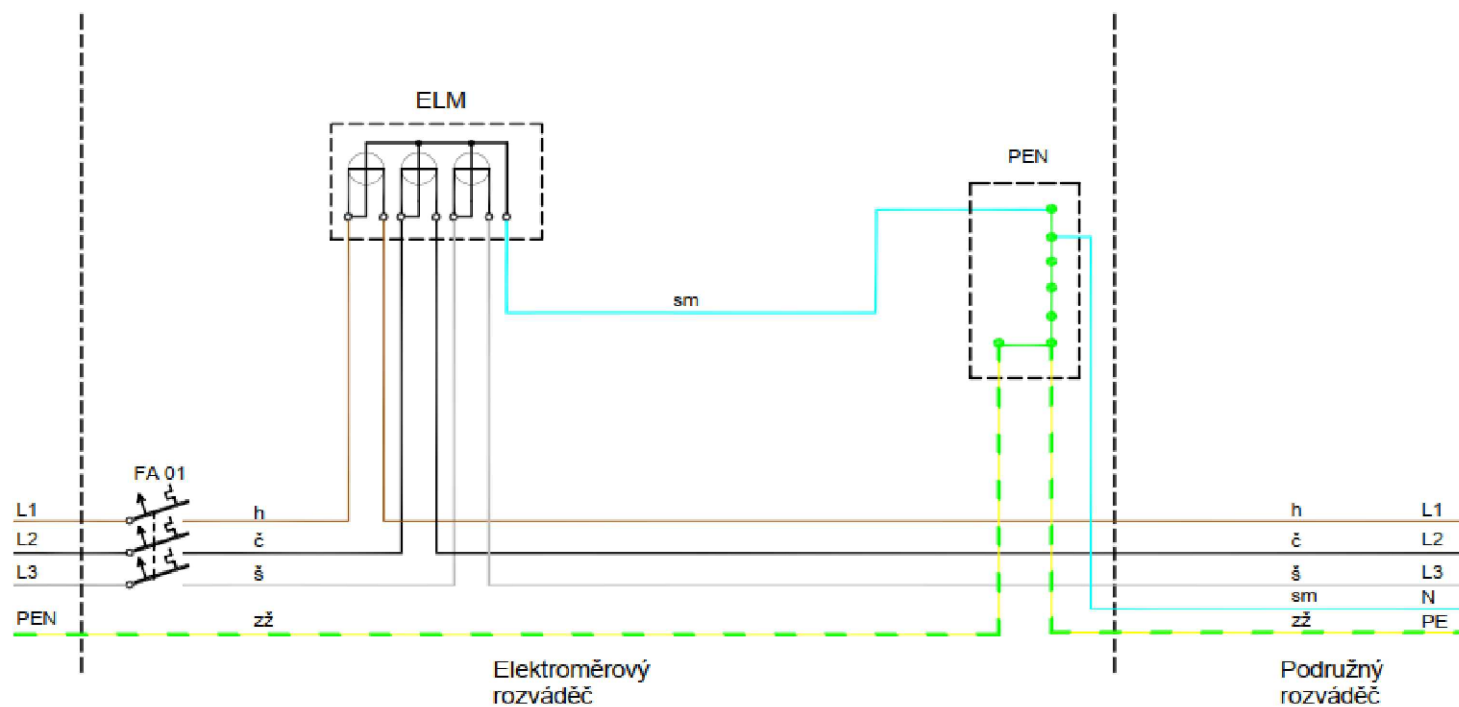 ELM
PEN
sm
FA 01
L1 h h L1
L2 č č L2
L3 š š L3
sm N
PEN zž zž PE
Elektroměrový
rozváděč
Podružný
rozváděč